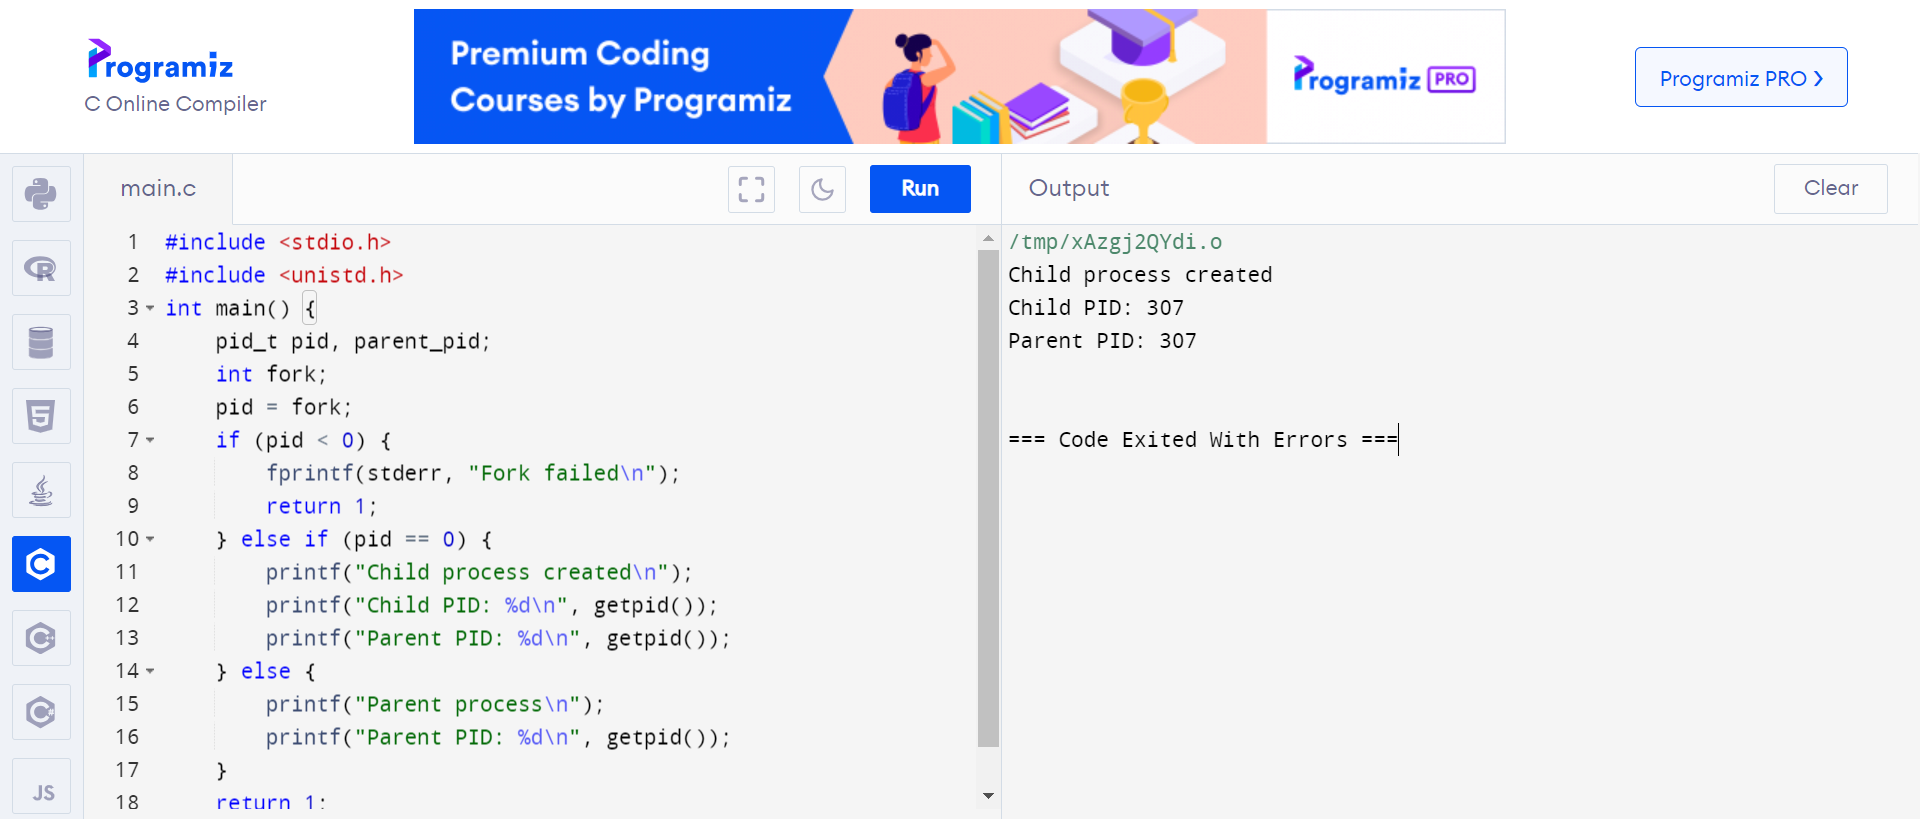 Programiz
C Online Compiler
Premium Coding
Courses by Programiz
Programiz PRO
Programiz PRO ❯
main.c
Run
Output
Clear
1 #include <stdio.h>
2 #include <unistd.h>
3 int main() {
4 pid_t pid, parent_pid;
5 int fork;
6 pid = fork;
7 if (pid < 0) {
8 fprintf(stderr, "Fork failed\n");
9 return 1;
10 } else if (pid == 0) {
11 printf("Child process created\n");
12 printf("Child PID: %d\n", getpid());
13 printf("Parent PID: %d\n", getpid());
14 } else {
15 printf("Parent process\n");
16 printf("Parent PID: %d\n", getpid());
17 }
18 return 1;
/tmp/xAzgj2QYdi.o
Child process created
Child PID: 307
Parent PID: 307
=== Code Exited With Errors ===
R
5
C
C++
C#
JS